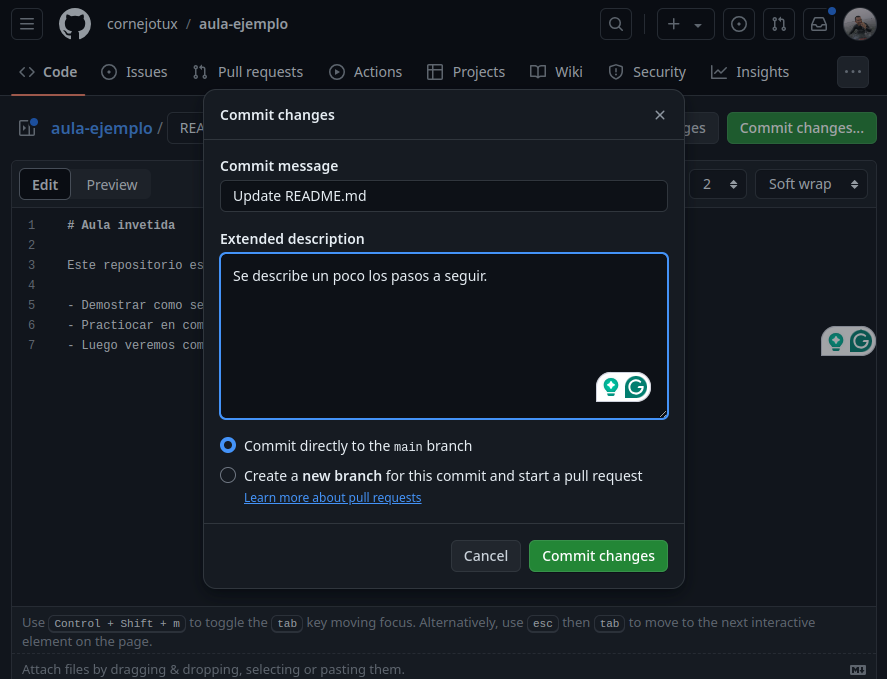 cornejotux / aula-ejemplo
Code Issues Pull requests Actions Projects Wiki Security Insights
Commit changes
aula-ejemplo / REA
ges Commit changes...
Commit message
Edit Preview
Update README.md
2 Soft wrap
Extended description
Se describe un poco los pasos a seguir.
1 # Aula invetida
2
3 Este repositorio es
4
5 - Demostrar como se
6 - Practiocar en com
7 - Luego veremos com
Commit directly to the main branch
Create a new branch for this commit and start a pull request
Learn more about pull requests
Cancel Commit changes
Use Control + Shift + m to toggle the tab key moving focus. Alternatively, use esc then tab to move to the next interactive
element on the page.
Attach files by dragging & dropping, selecting or pasting them.